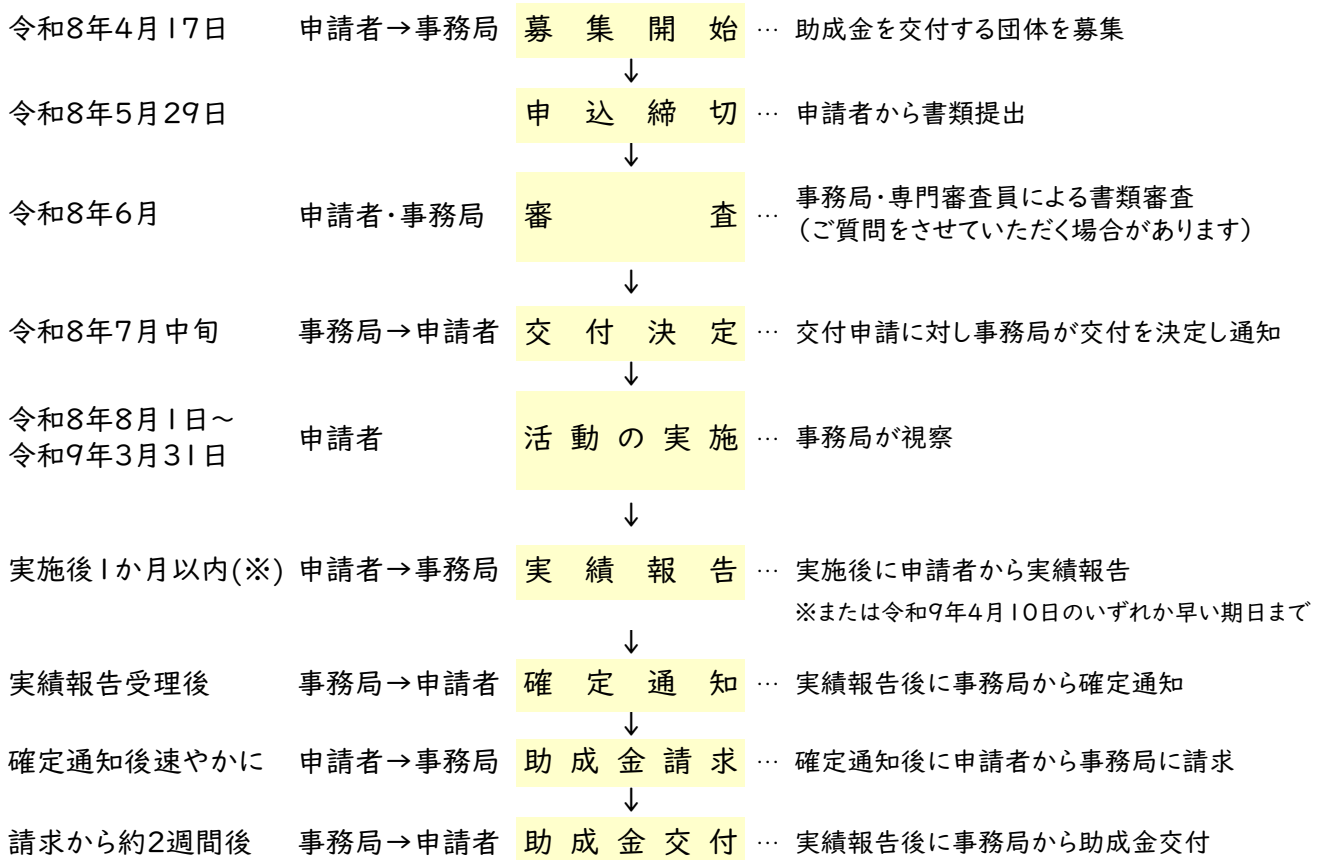 令和8年4月17日 申請者→事務局 募集開始 … 助成金を交付する団体を募集
↓
令和8年5月29日 申込締切 … 申請者から書類提出
↓
令和8年6月 申請者・事務局 審査 … 事務局・専門審査員による書類審査
(ご質問をさせていただく場合があります)
↓
令和8年7月中旬 事務局→申請者 交付決定 … 交付申請に対し事務局が交付を決定し通知
↓
令和8年8月1日～
令和9年3月31日 申請者 活動の実施 … 事務局が視察
↓
実施後1か月以内(※) 申請者→事務局 実績報告 … 実施後に申請者から実績報告
※または令和9年4月10日のいずれか早い期日まで
↓
実績報告受理後 事務局→申請者 確定通知 … 実績報告後に事務局から確定通知
↓
確定通知後速やかに 申請者→事務局 助成金請求 … 確定通知後に申請者から事務局に請求
↓
請求から約2週間後 事務局→申請者 助成金交付 … 実績報告後に事務局から助成金交付